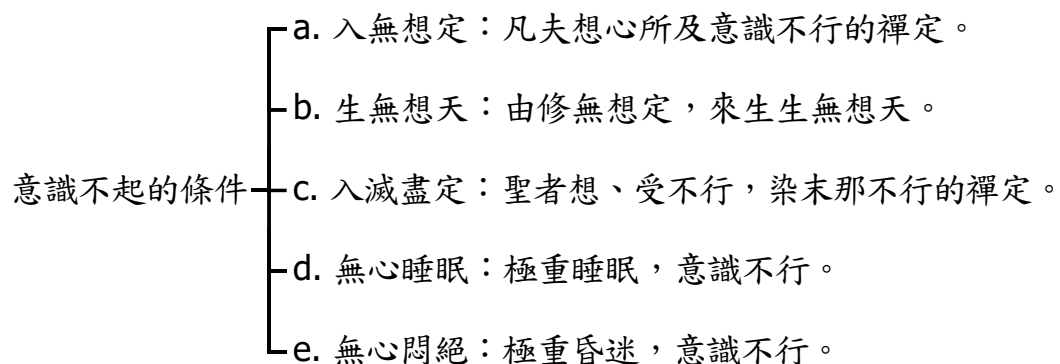 a. 入無想定：凡夫想心所及意識不行的禪定。
b. 生無想天：由修無想定，來生生無想天。
意識不起的條件
c. 入滅盡定：聖者想、受不行，染末那不行的禪定。
d. 無心睡眠：極重睡眠，意識不行。
e. 無心悶絕：極重昏迷，意識不行。